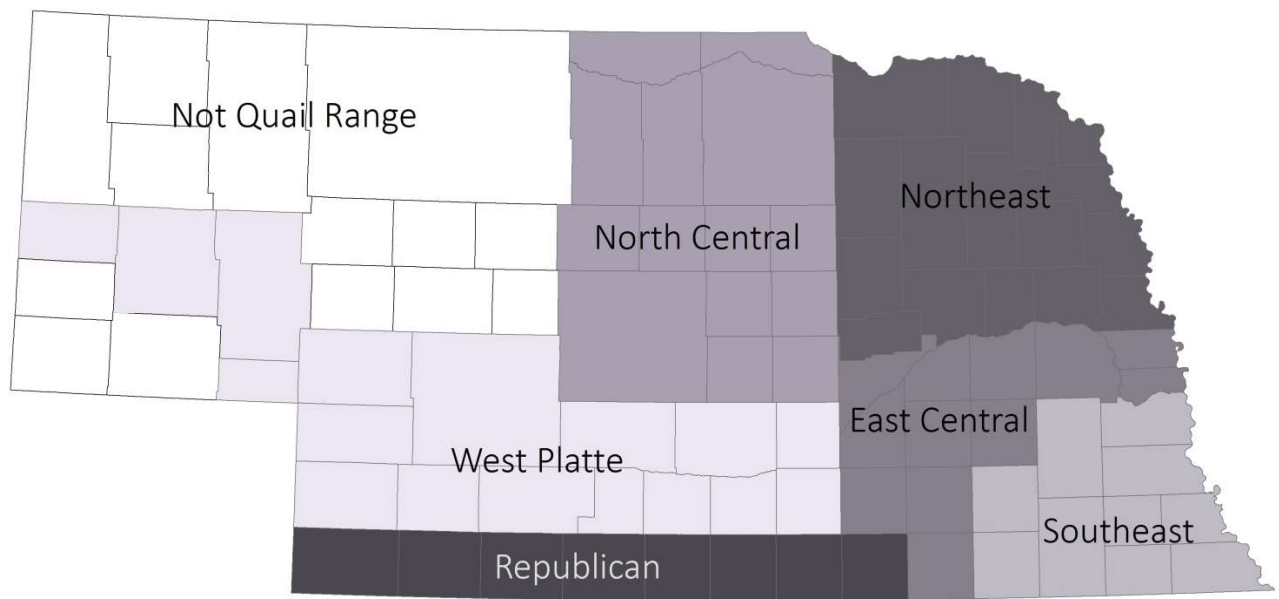 Not Quail Range
Northeast
North Central
East Central
West Platte
Southeast
Republican